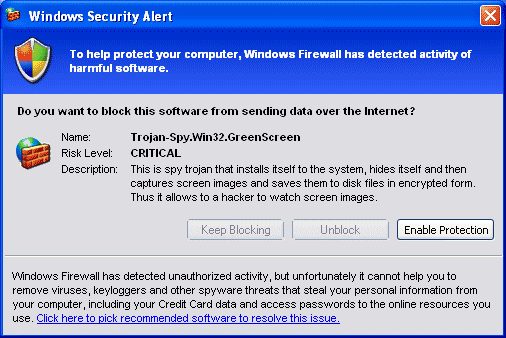 Windows Security Alert
To help protect your computer, Windows Firewall has detected activity of
harmful software.
Do you want to block this software from sending data over the Internet?
Name: Trojan-Spy.Win32.GreenScreen
Risk Level: CRITICAL
Description: This is spy trojan that installs itself to the system, hides itself and then
captures screen images and saves them to disk files in encrypted form.
Thus it allows to a hacker to watch screen images.
Keep Blocking Unblock Enable Protection
Windows Firewall has detected unauthorized activity, but unfortunately it cannot help you to
remove viruses, keyloggers and other spyware threats that steal your personal information from
your computer, including your Credit Card data and access passwords to the online resources you
use. Click here to pick recommended software to resolve this issue.